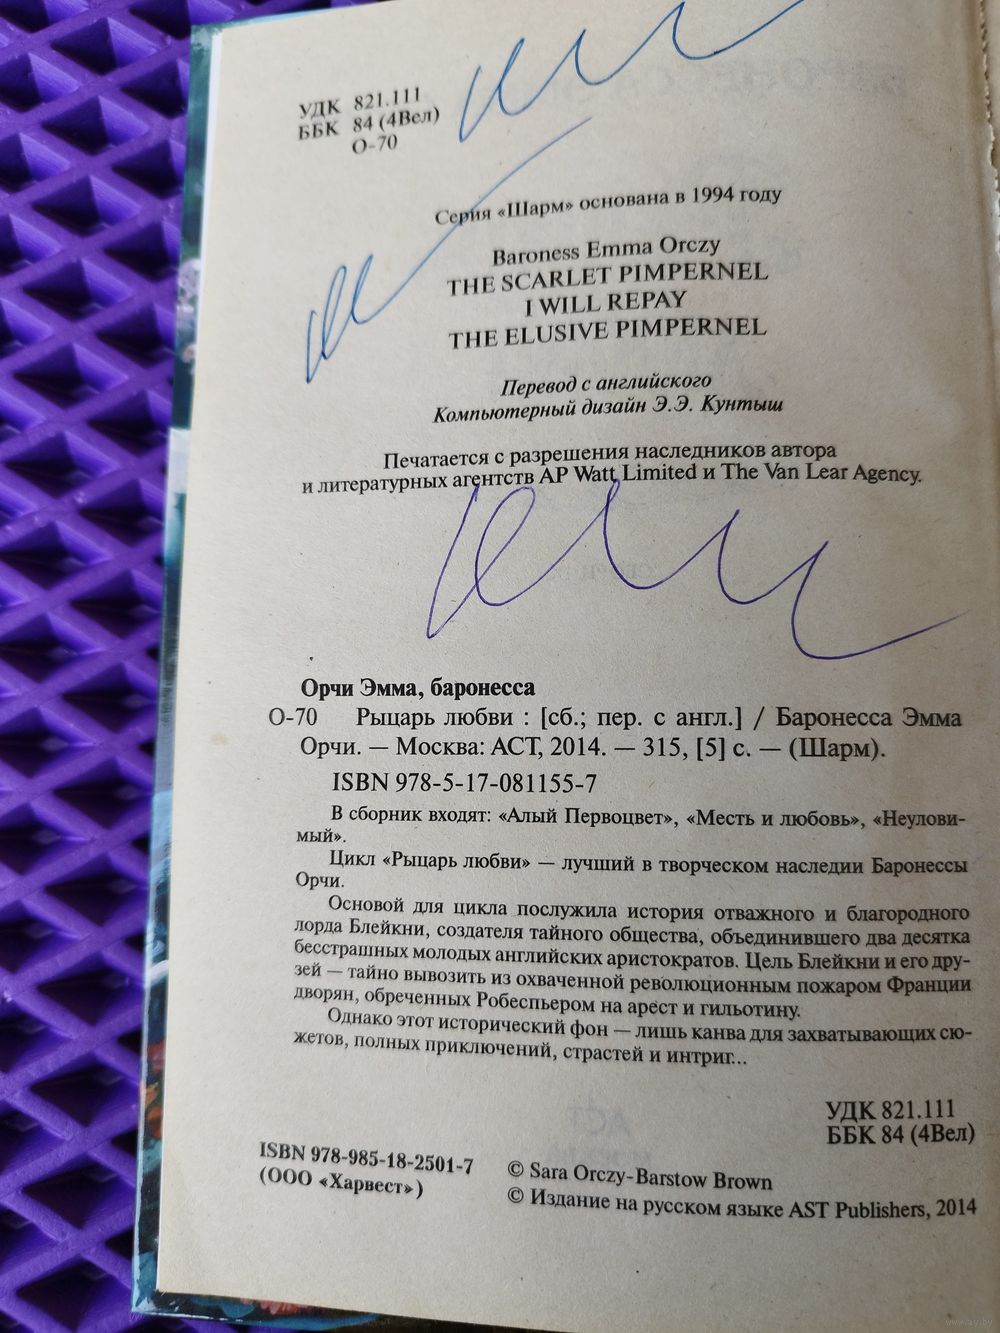 УДК 821.111
ББК 84 (4Вел)
О-70
Серия «Шарм» основана в 1994 году
Baroness Emma Orczy
THE SCARLET PIMPERNEL
I WILL REPAY
THE ELUSIVE PIMPERNEL
Перевод с английского
Компьютерный дизайн Э.Э. Кунтыш
Печатается с разрешения наследников автора
и литературных агентств AP Watt Limited и The Van Lear Agency.
Орчи Эмма, баронесса
О-70 Рыцарь любви : [сб.; пер. с англ.] / Баронесса Эмма
Орчи. — Москва: АСТ, 2014. — 315, [5] с. — (Шарм).
ISBN 978-5-17-081155-7
В сборник входят: «Алый Первоцвет», «Месть и любовь», «Неулови-
мый».
Цикл «Рыцарь любви» — лучший в творческом наследии Баронессы
Орчи.
Основой для цикла послужила история отважного и благородного
лорда Блейкни, создателя тайного общества, объединившего два десятка
бесстрашных молодых английских аристократов. Цель Блейкни и его дру-
зей — тайно вывозить из охваченной революционным пожаром Франции
дворян, обреченных Робеспьером на арест и гильотину.
Однако этот исторический фон — лишь канва для захватывающих сю-
жетов, полных приключений, страстей и интриг...
УДК 821.111
ББК 84 (4Вел)
ISBN 978-985-18-2501-7
(ООО «Харвест»)
© Sara Orczy-Barstow Brown
© Издание на русском языке AST Publishers, 2014
www.ay.by